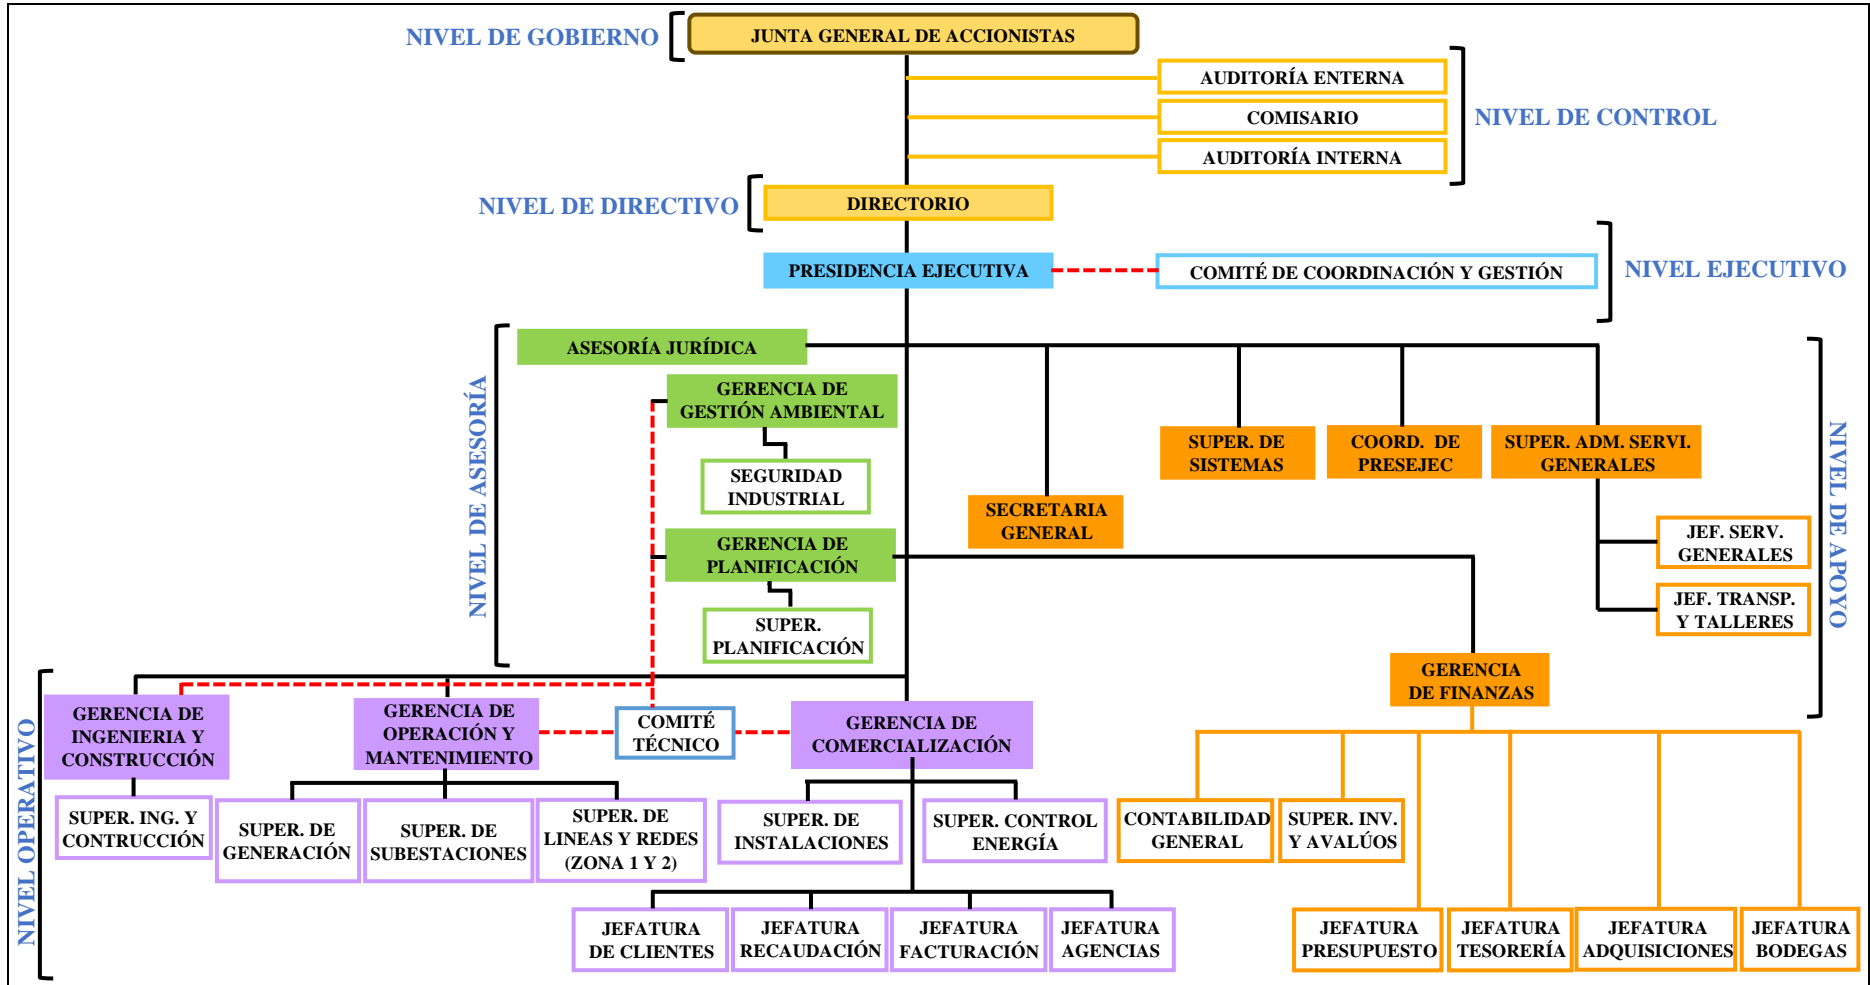 NIVEL DE GOBIERNO
JUNTA GENERAL DE ACCIONISTAS
AUDITORÍA ENTERNA
COMISARIO
AUDITORÍA INTERNA
NIVEL DE CONTROL
NIVEL DE DIRECTIVO
DIRECTORIO
PRESIDENCIA EJECUTIVA
COMITÉ DE COORDINACIÓN Y GESTIÓN
NIVEL EJECUTIVO
NIVEL DE ASESORÍA
ASESORÍA JURÍDICA
GERENCIA DE
GESTIÓN AMBIENTAL
SEGURIDAD
INDUSTRIAL
GERENCIA DE
PLANIFICACIÓN
SUPER.
PLANIFICACIÓN
SECRETARIA
GENERAL
SUPER. DE
SISTEMAS
COORD. DE
PRESEJEC
SUPER. ADM. SERVI.
GENERALES
JEF. SERV.
GENERALES
JEF. TRANSP.
Y TALLERES
NIVEL DE APOYO
GERENCIA
DE FINANZAS
NIVEL OPERATIVO
GERENCIA DE
INGENIERIA Y
CONSTRUCCIÓN
GERENCIA DE
OPERACIÓN Y
MANTENIMIENTO
COMITÉ
TÉCNICO
GERENCIA DE
COMERCIALIZACIÓN
SUPER. ING. Y
CONTRUCCIÓN
SUPER. DE
GENERACIÓN
SUPER. DE
SUBESTACIONES
SUPER. DE
LINEAS Y REDES
(ZONA 1 Y 2)
SUPER. DE
INSTALACIONES
SUPER. CONTROL
ENERGÍA
CONTABILIDAD
GENERAL
SUPER. INV.
Y AVALÚOS
JEFATURA
DE CLIENTES
JEFATURA
RECAUDACIÓN
JEFATURA
FACTURACIÓN
JEFATURA
AGENCIAS
JEFATURA
PRESUPUESTO
JEFATURA
TESORERÍA
JEFATURA
ADQUISICIONES
JEFATURA
BODEGAS